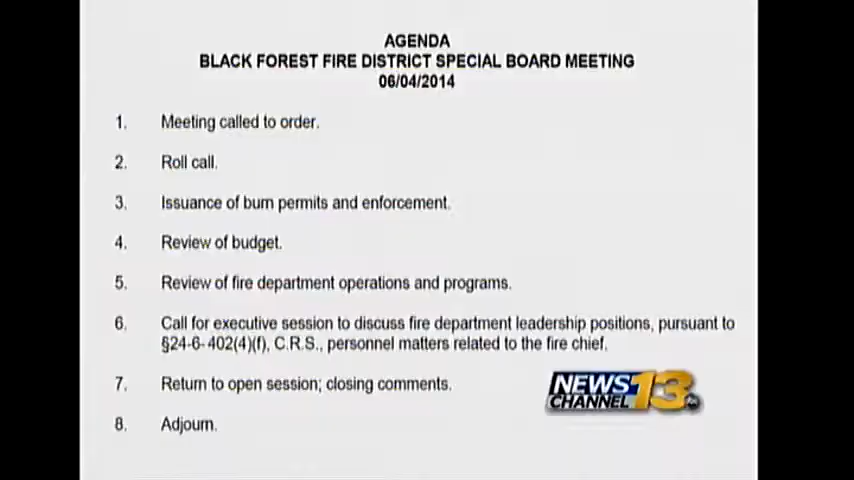 AGENDA
BLACK FOREST FIRE DISTRICT SPECIAL BOARD MEETING
06/04/2014
1. Meeting called to order.
2. Roll call.
3. Issuance of burn permits and enforcement.
4. Review of budget.
5. Review of fire department operations and programs.
6. Call for executive session to discuss fire department leadership positions, pursuant to
§24-6-402(4)(f), C.R.S., personnel matters related to the fire chief.
7. Return to open session; closing comments.
8. Adjourn.
NEWS 13
CHANNEL
abc